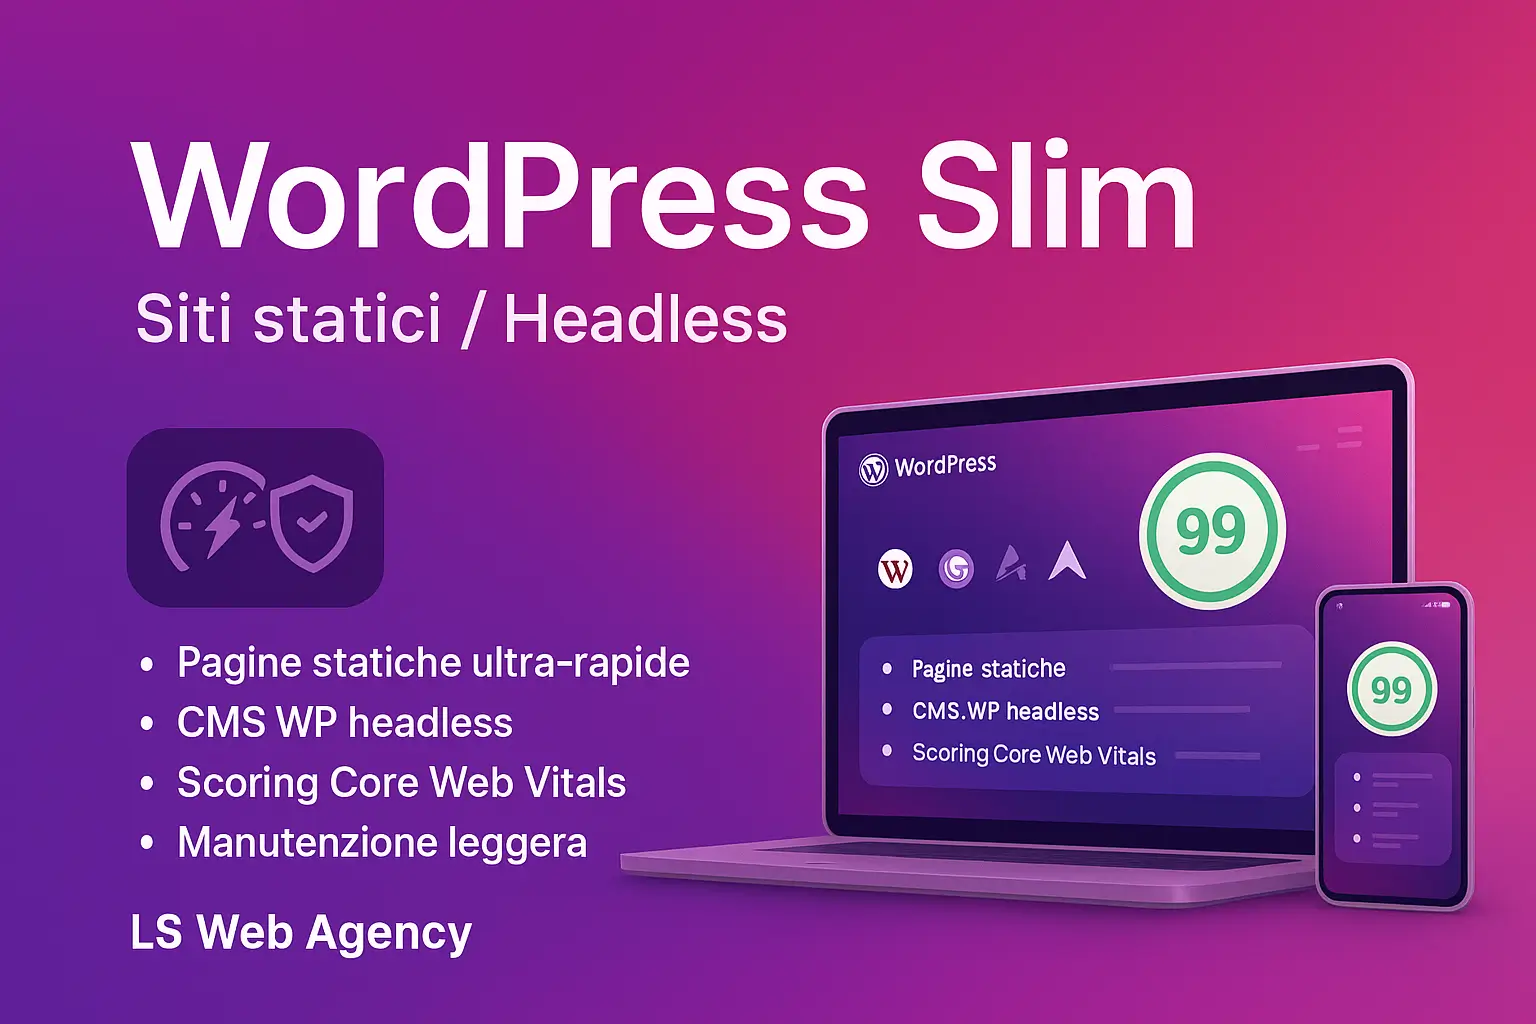 WordPress Slim
Siti statici / Headless
Pagine statiche ultra-rapide
CMS WP headless
Scoring Core Web Vitals
Manutenzione leggera
LS Web Agency
WordPress
W
G
99
Pagine statiche
CMS.WP headless
Scoring Core Web Vitals
99